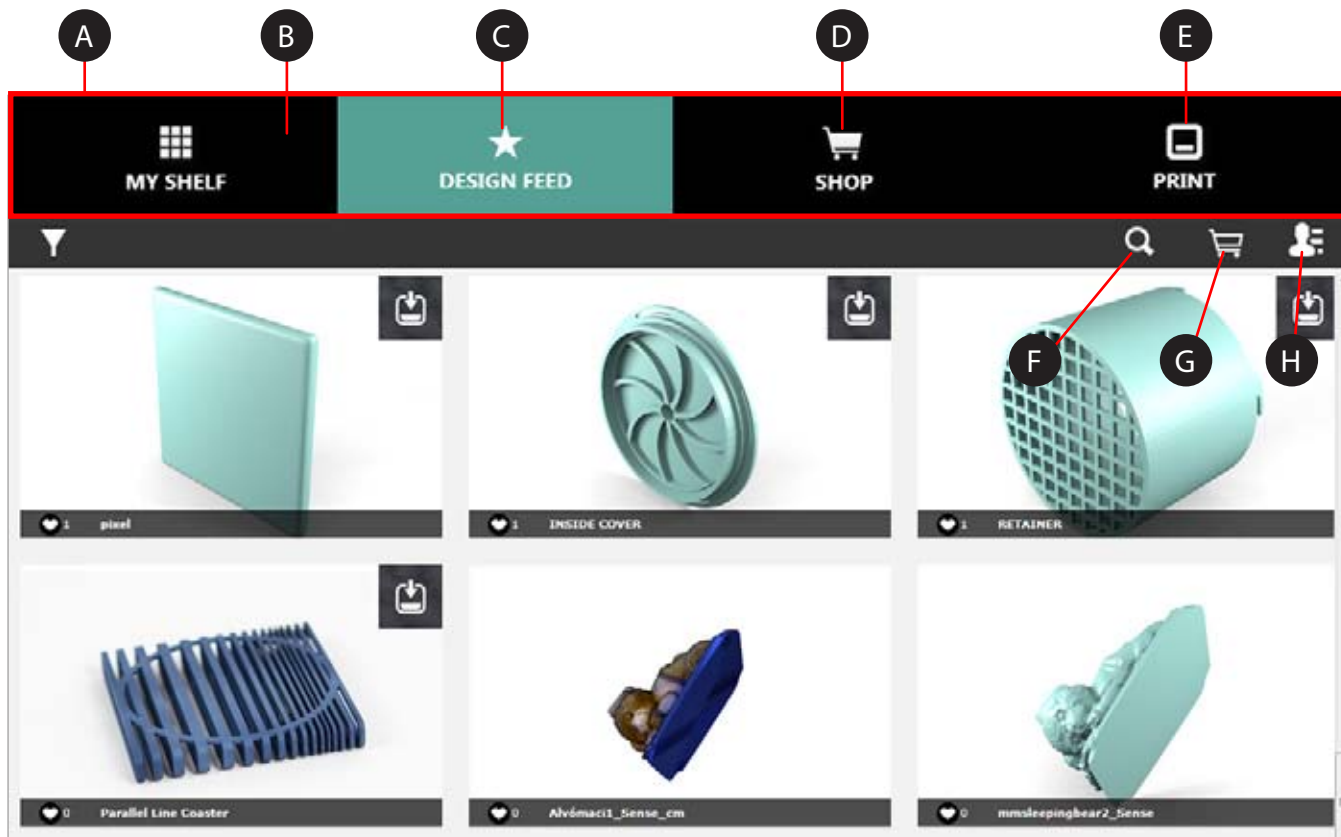 A B C D E
MY SHELF DESIGN FEED SHOP PRINT
F G H
1 pixel
1 INSIDE COVER
1 RETAINER
0 Parallel Line Coaster
0 Alvómaci1_Sense_cm
0 mmsleepingbear2_Sense